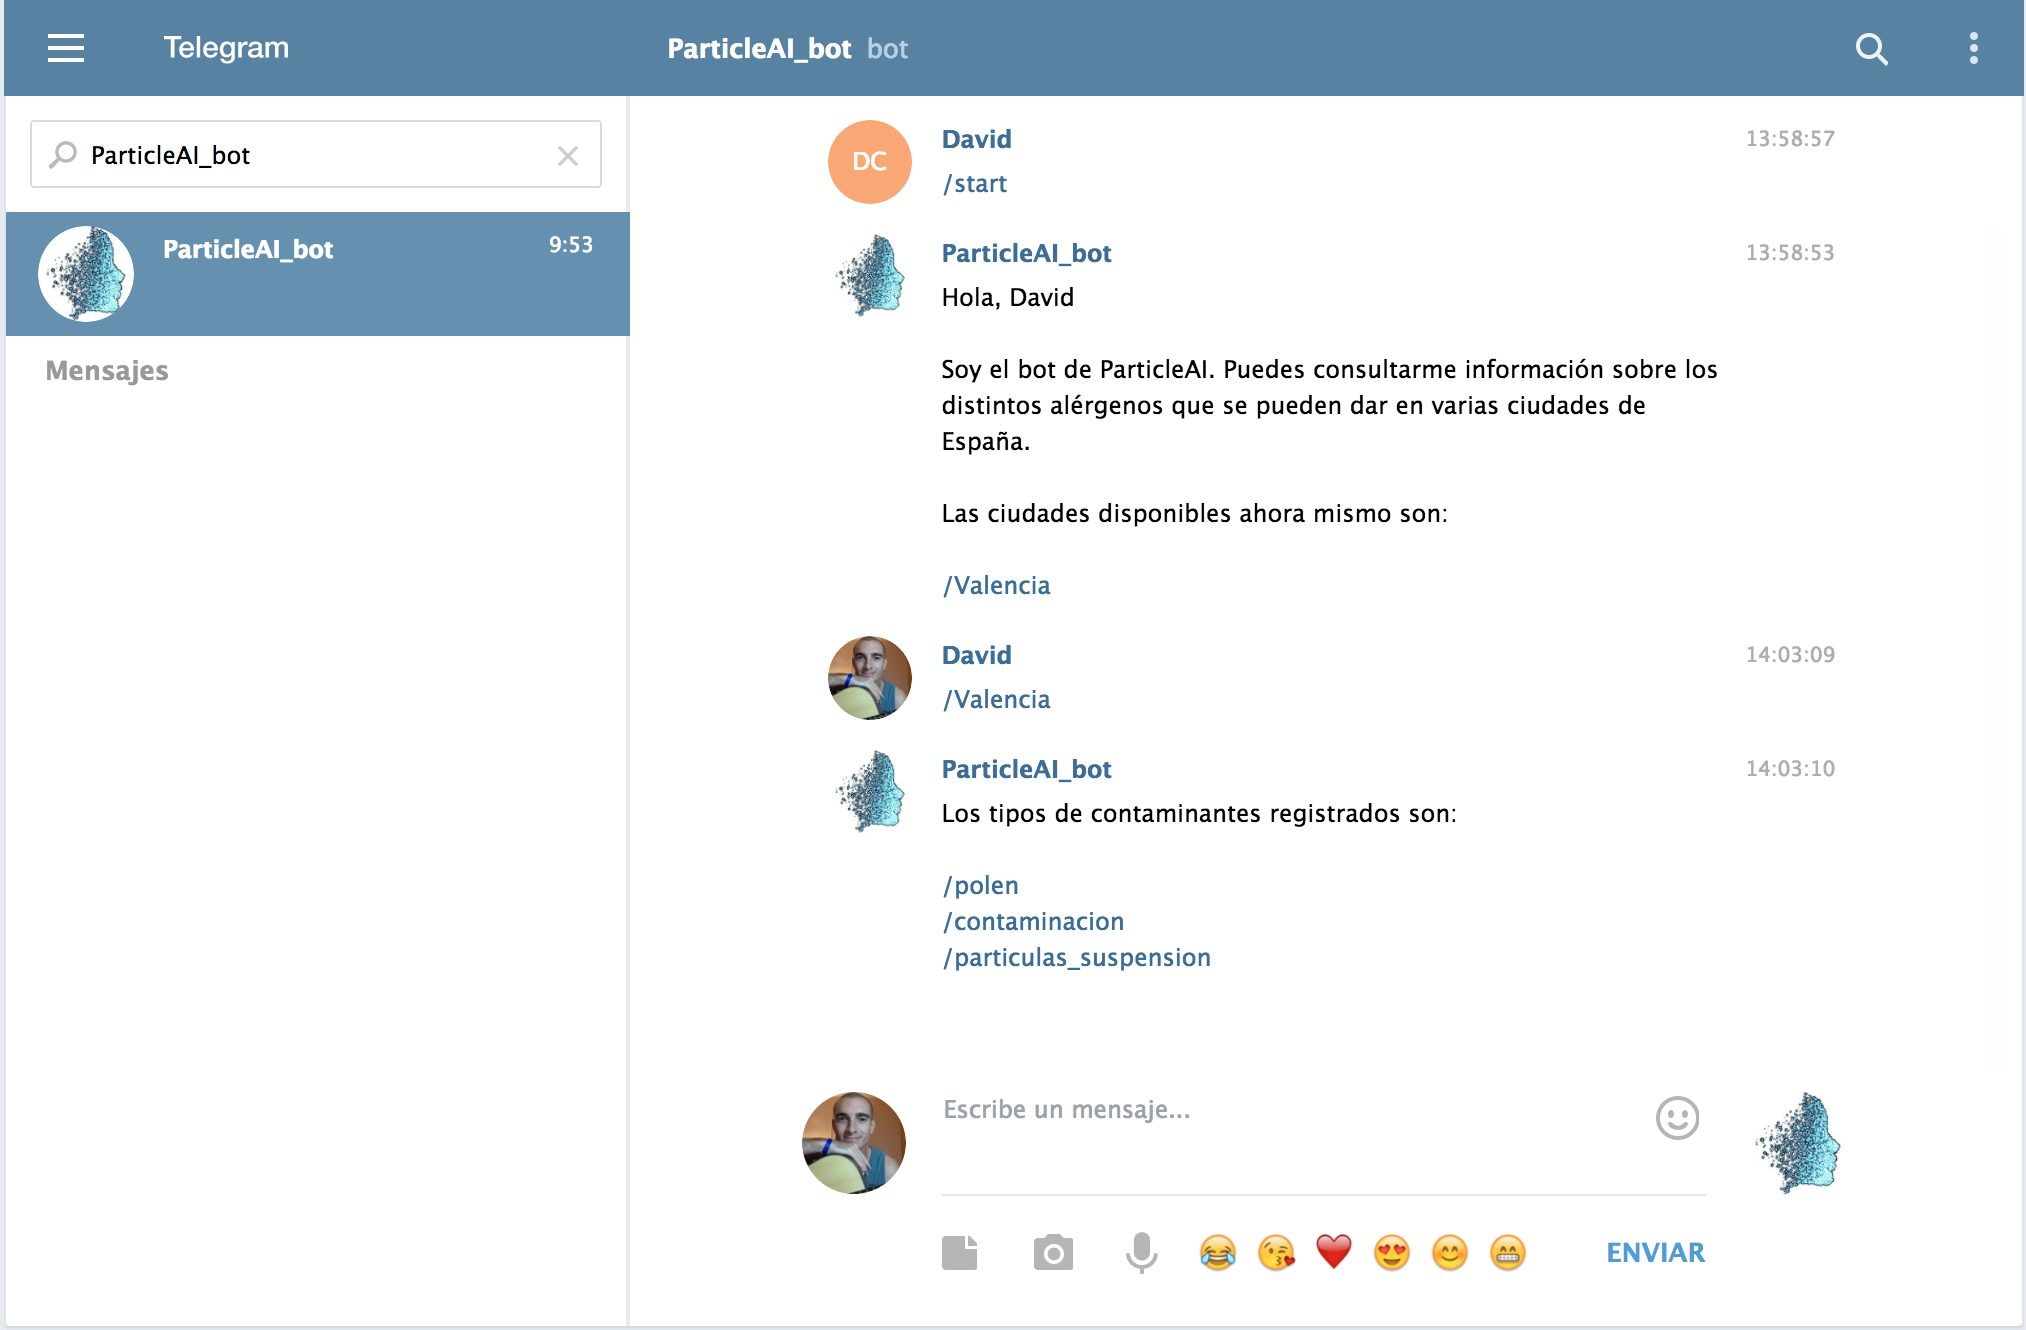 Telegram
ParticleAI_bot bot
ParticleAI_bot
ParticleAI_bot 9:53
Mensajes
DC
David 13:58:57
/start
ParticleAI_bot 13:58:53
Hola, David
Soy el bot de ParticleAI. Puedes consultarme información sobre los
distintos alérgenos que se pueden dar en varias ciudades de
España.
Las ciudades disponibles ahora mismo son:
/Valencia
David 14:03:09
/Valencia
ParticleAI_bot 14:03:10
Los tipos de contaminantes registrados son:
/polen
/contaminacion
/particulas_suspension
Escribe un mensaje...
ENVIAR